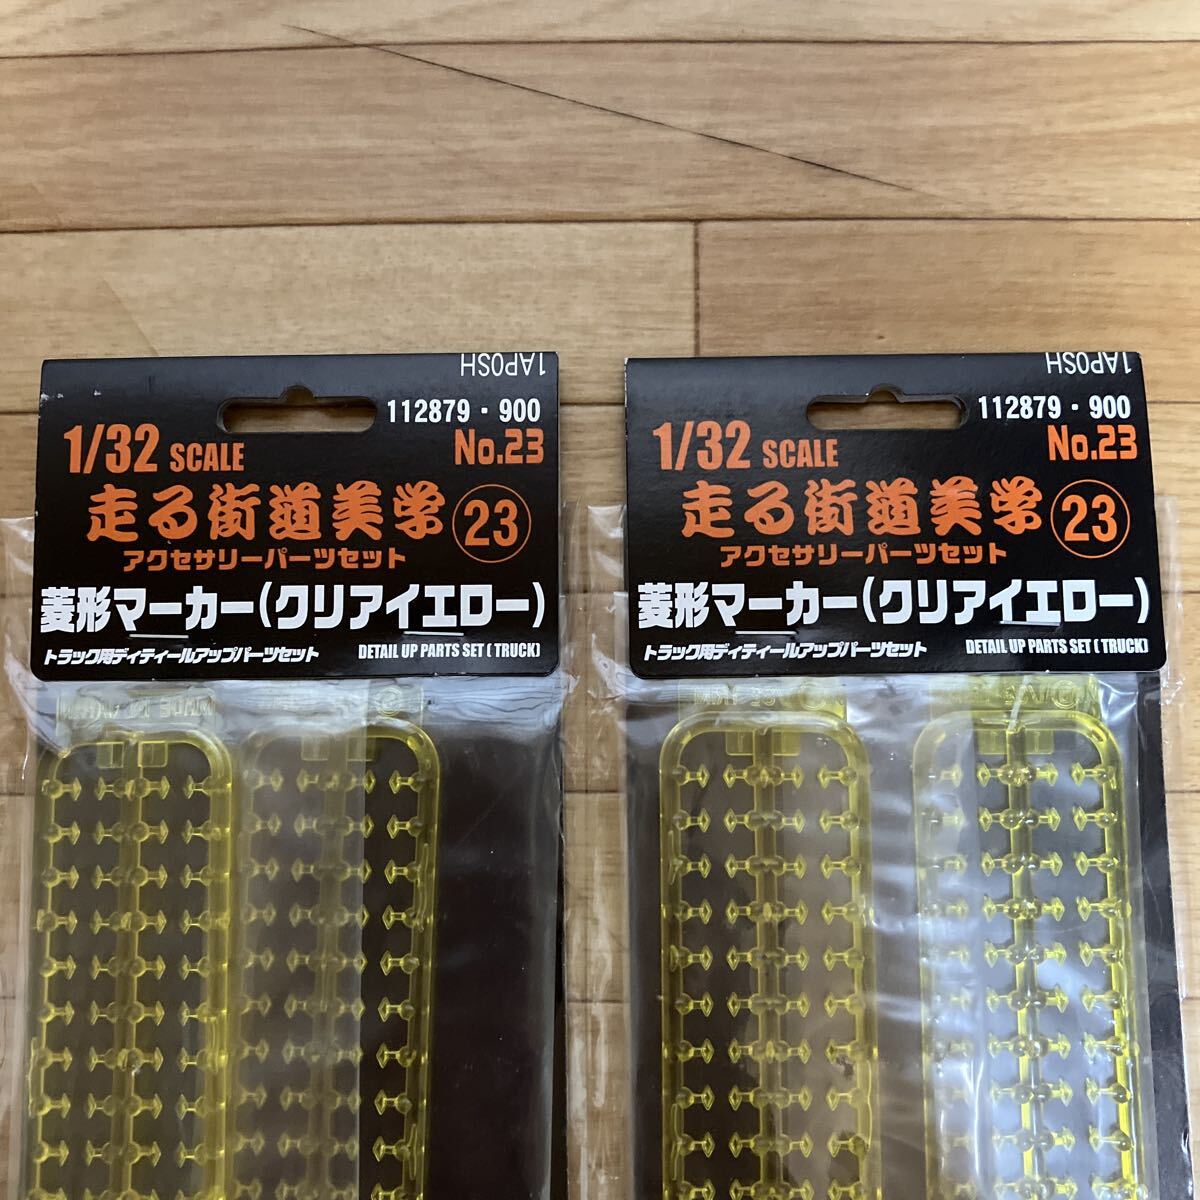 1APOSH
112879・900
1/32 SCALE
No.23
走る街道美学 23
アクセサリーパーツセット
菱形マーカー(クリアイエロー)
トラック用ディティールアップパーツセット
DETAIL UP PARTS SET ( TRUCK)
1APOSH
112879・900
1/32 SCALE
No.23
走る街道美学 23
アクセサリーパーツセット
菱形マーカー(クリアイエロー)
トラック用ディティールアップパーツセット
DETAIL UP PARTS SET ( TRUCK)